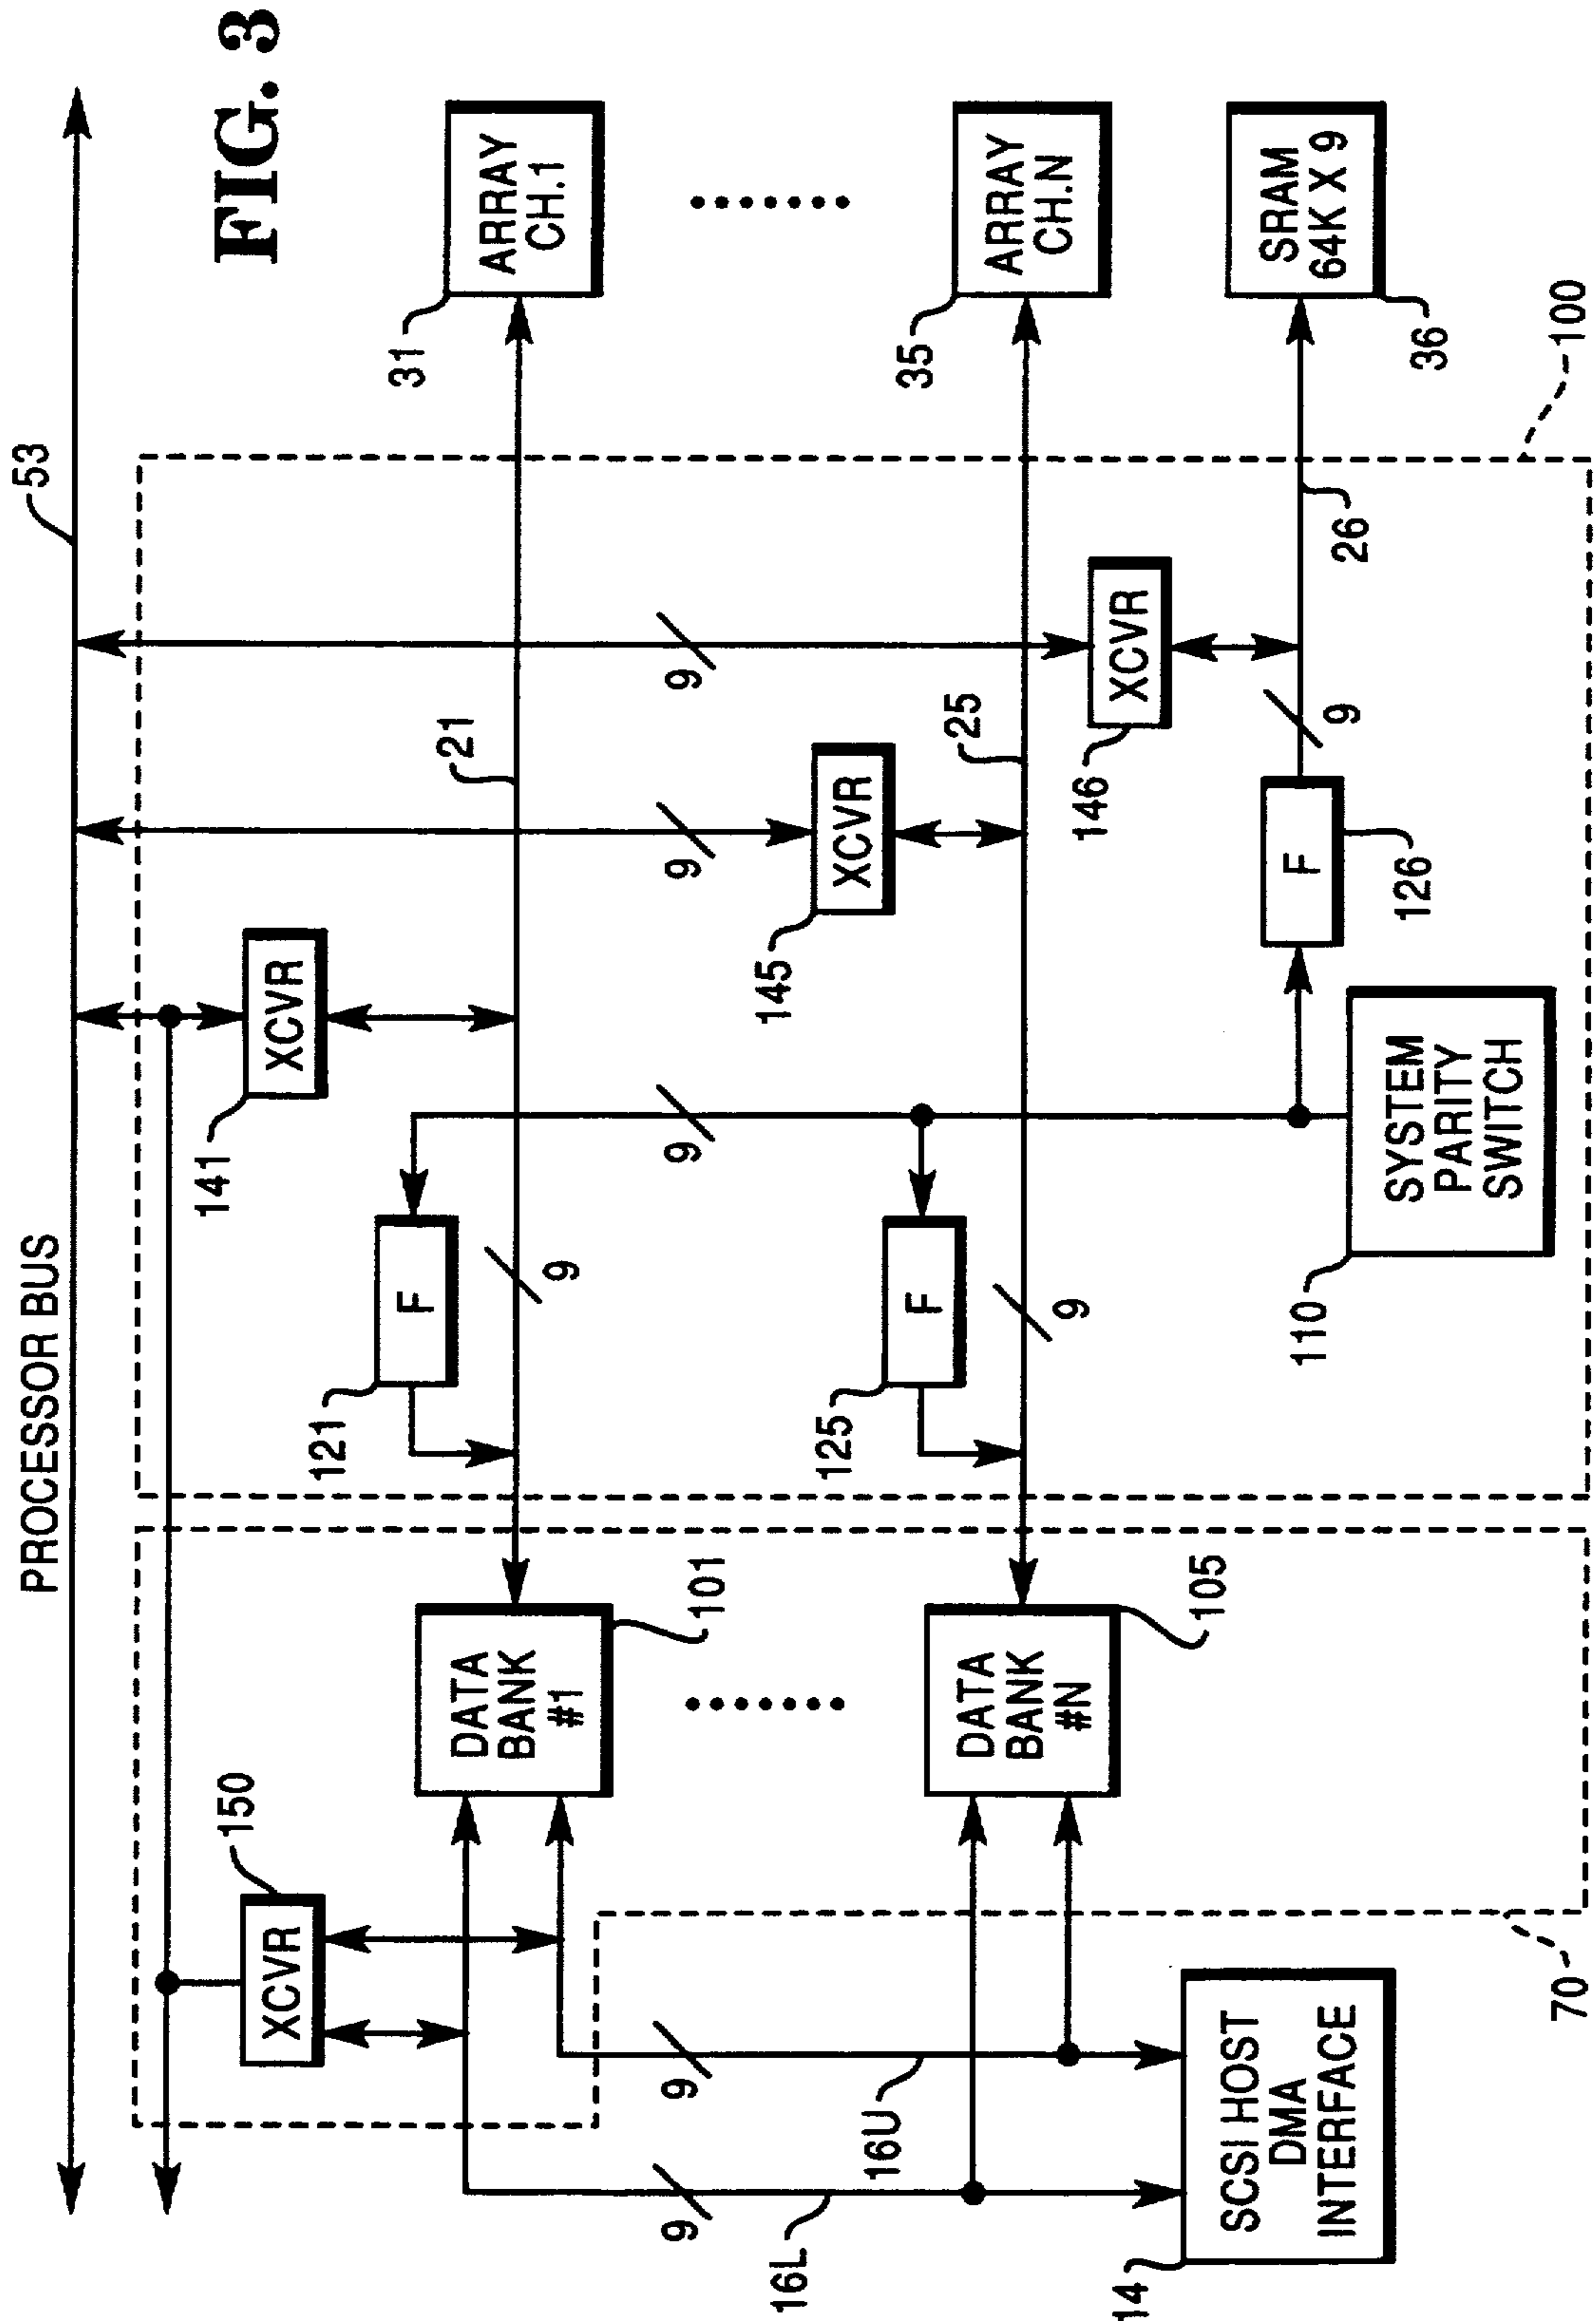 FIG. 3
PROCESSOR BUS
53
150
XCVR
141
XCVR
121
F
21
31
ARRAY
CH.1
DATA
BANK
#1
101
9
9
9
9
9
9
9
145
XCVR
125
F
25
35
ARRAY
CH.N
DATA
BANK
#N
105
9
146
XCVR
16L
16U
14
SCSI HOST
DMA
INTERFACE
110
SYSTEM
PARITY
SWITCH
F
126
9
26
SRAM
64K X 9
36
70
100